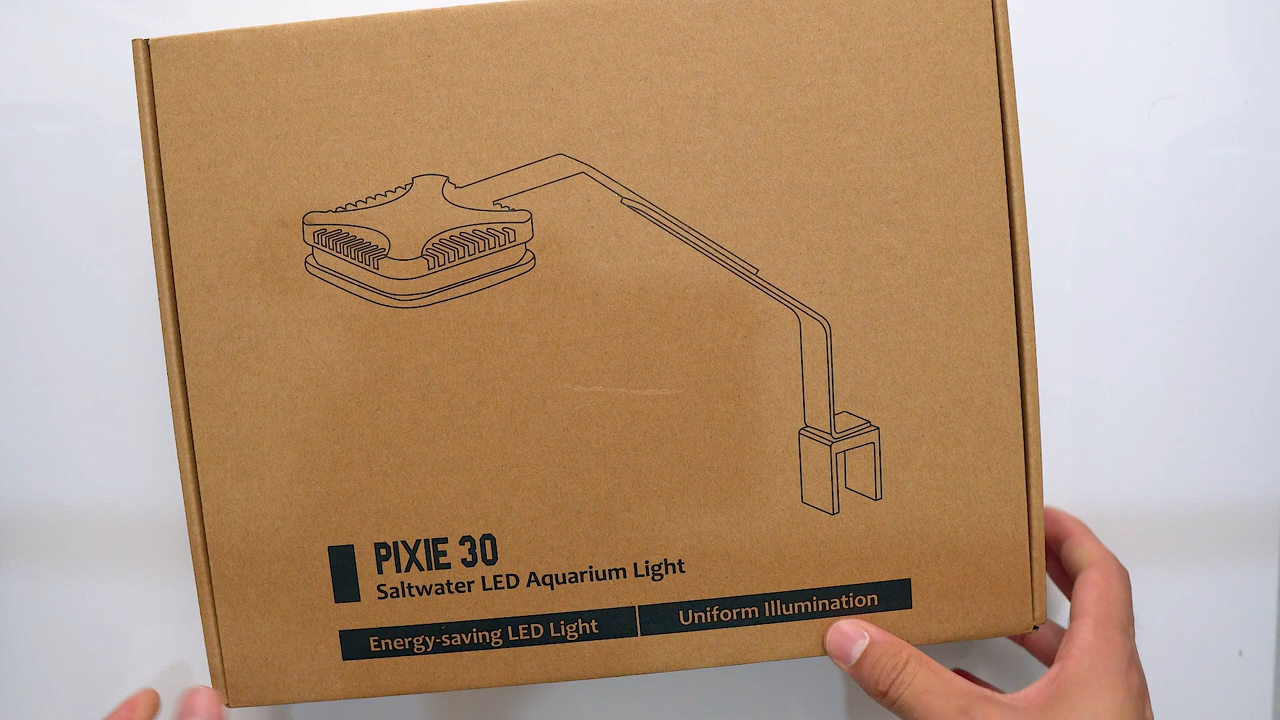 PIXIE 30
Saltwater LED Aquarium Light
Energy-saving LED Light
Uniform Illumination